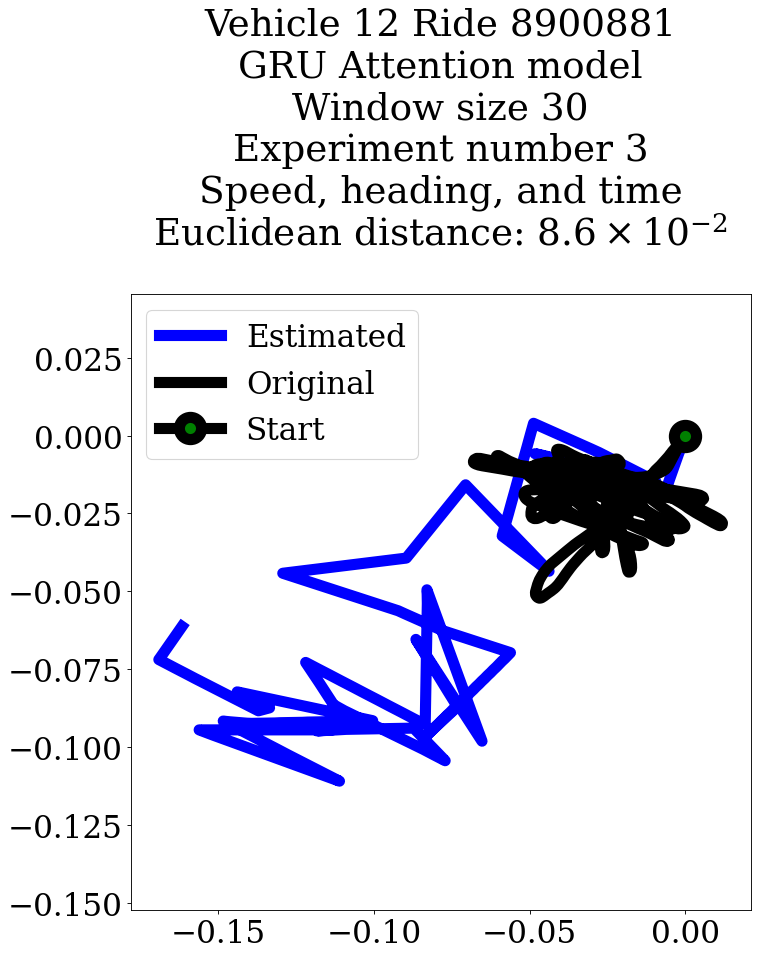 Vehicle 12 Ride 8900881
GRU Attention model
Window size 30
Experiment number 3
Speed, heading, and time
Euclidean distance: 8.6 × 10⁻²
Estimated
Original
Start
0.025
0.000
−0.025
−0.050
−0.075
−0.100
−0.125
−0.150
−0.15 −0.10 −0.05 0.00